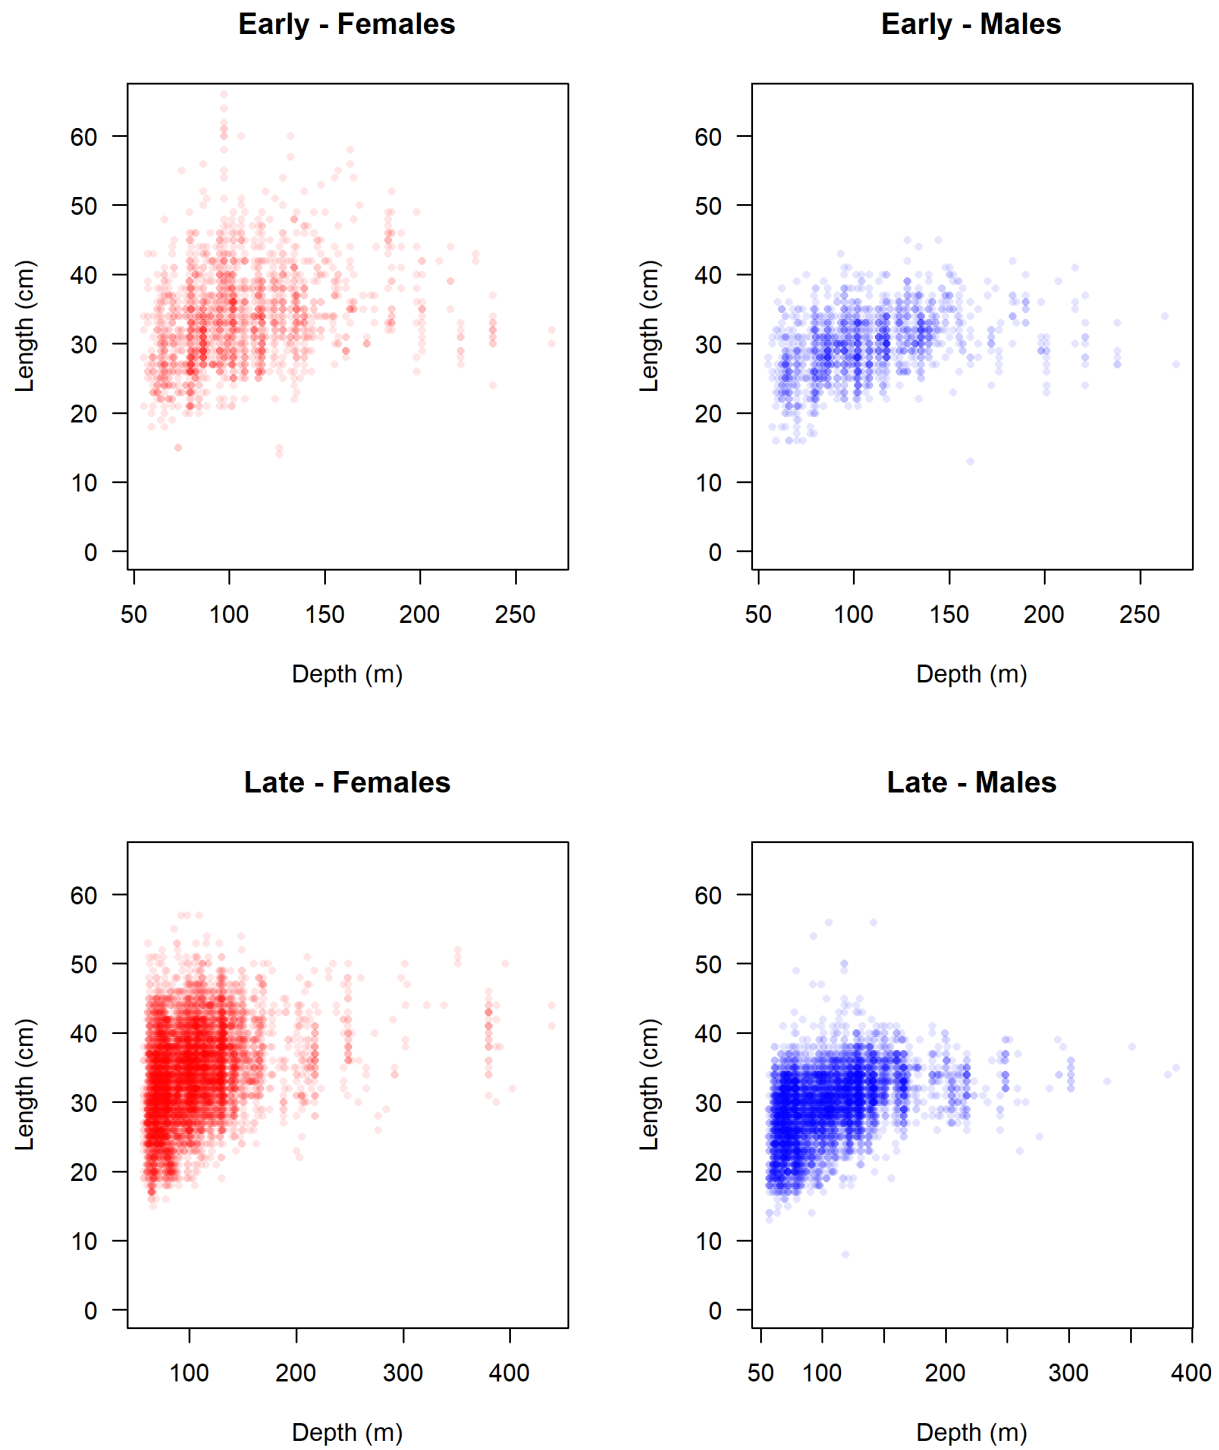 Early - Females
Early - Males
60
50
40
30
20
10
0
Length (cm)
50 100 150 200 250
Depth (m)
60
50
40
30
20
10
0
Length (cm)
50 100 150 200 250
Depth (m)
Late - Females
Late - Males
60
50
40
30
20
10
0
Length (cm)
100 200 300 400
Depth (m)
60
50
40
30
20
10
0
Length (cm)
50 100 200 300 400
Depth (m)